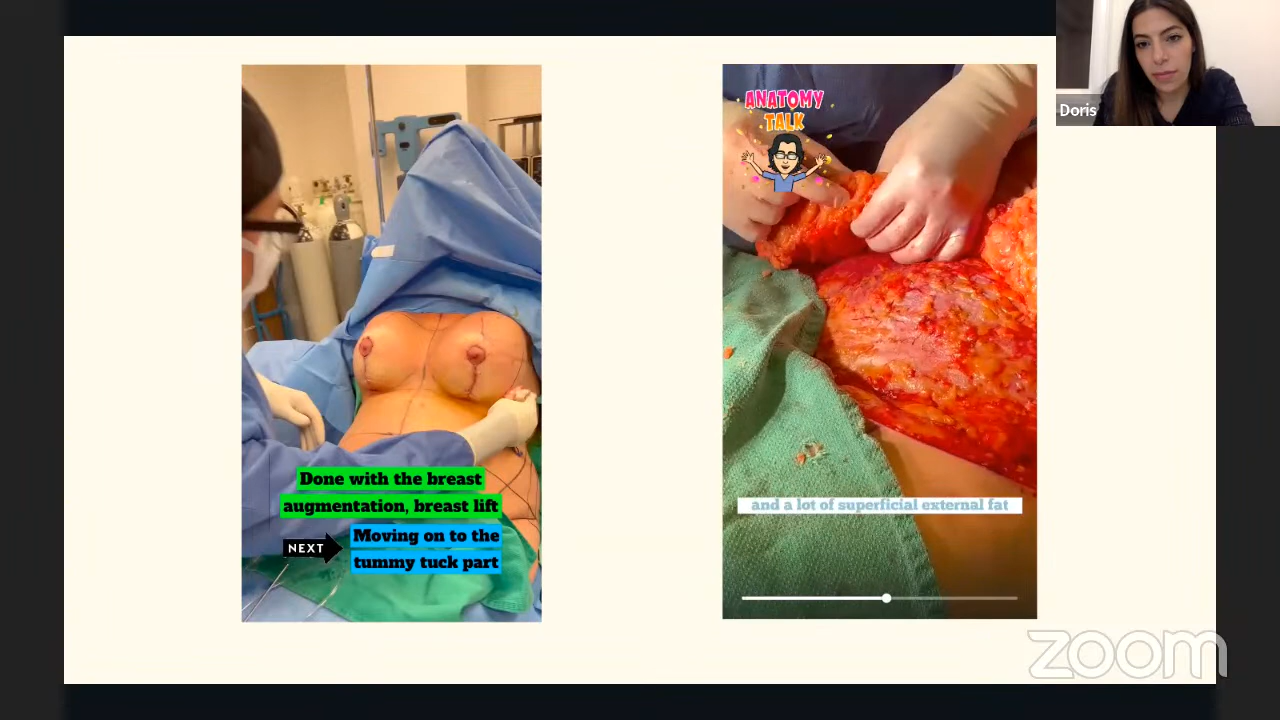 Doris
ANATOMY
TALK
Done with the breast
augmentation, breast lift
NEXT
Moving on to the
tummy tuck part
and a lot of superficial external fat
zoom